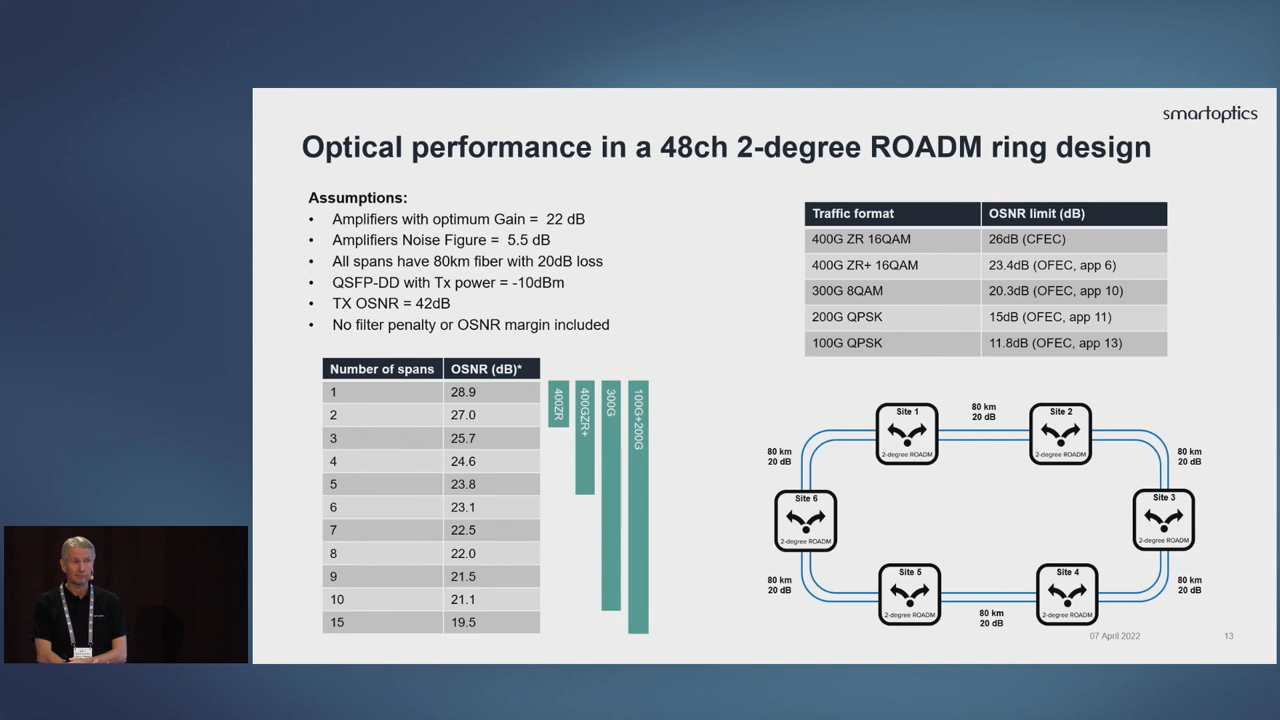 smartoptics
Optical performance in a 48ch 2-degree ROADM ring design
Assumptions:
• Amplifiers with optimum Gain = 22 dB
• Amplifiers Noise Figure = 5.5 dB
• All spans have 80km fiber with 20dB loss
• QSFP-DD with Tx power = -10dBm
• TX OSNR = 42dB
• No filter penalty or OSNR margin included
Traffic format OSNR limit (dB)
400G ZR 16QAM 26dB (CFEC)
400G ZR+ 16QAM 23.4dB (OFEC, app 6)
300G 8QAM 20.3dB (OFEC, app 10)
200G QPSK 15dB (OFEC, app 11)
100G QPSK 11.8dB (OFEC, app 13)
Number of spans OSNR (dB)*
1 28.9
2 27.0
3 25.7
4 24.6
5 23.8
6 23.1
7 22.5
8 22.0
9 21.5
10 21.1
15 19.5
400ZR
400GZR+
300G
100G+200G
Site 1
2-degree ROADM
80 km
20 dB
Site 2
2-degree ROADM
80 km
20 dB
80 km
20 dB
Site 6
2-degree ROADM
Site 3
2-degree ROADM
80 km
20 dB
80 km
20 dB
Site 5
2-degree ROADM
80 km
20 dB
Site 4
2-degree ROADM
07 April 2022
13